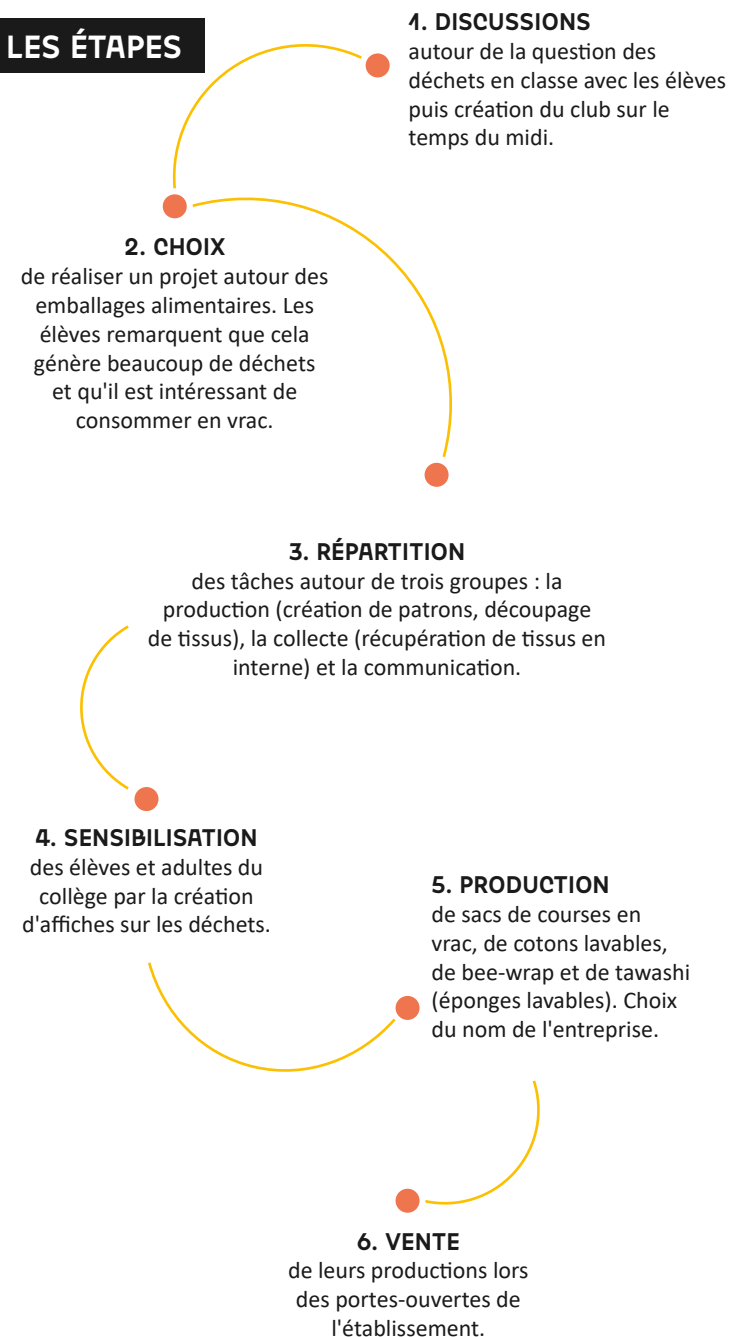 LES ÉTAPES
1. DISCUSSIONS
autour de la question des
déchets en classe avec les élèves
puis création du club sur le
temps du midi.
2. CHOIX
de réaliser un projet autour des
emballages alimentaires. Les
élèves remarquent que cela
génère beaucoup de déchets
et qu'il est intéressant de
consommer en vrac.
3. RÉPARTITION
des tâches autour de trois groupes : la
production (création de patrons, découpage
de tissus), la collecte (récupération de tissus en
interne) et la communication.
4. SENSIBILISATION
des élèves et adultes du
collège par la création
d'affiches sur les déchets.
5. PRODUCTION
de sacs de courses en
vrac, de cotons lavables,
de bee-wrap et de tawashi
(éponges lavables). Choix
du nom de l'entreprise.
6. VENTE
de leurs productions lors
des portes-ouvertes de
l'établissement.